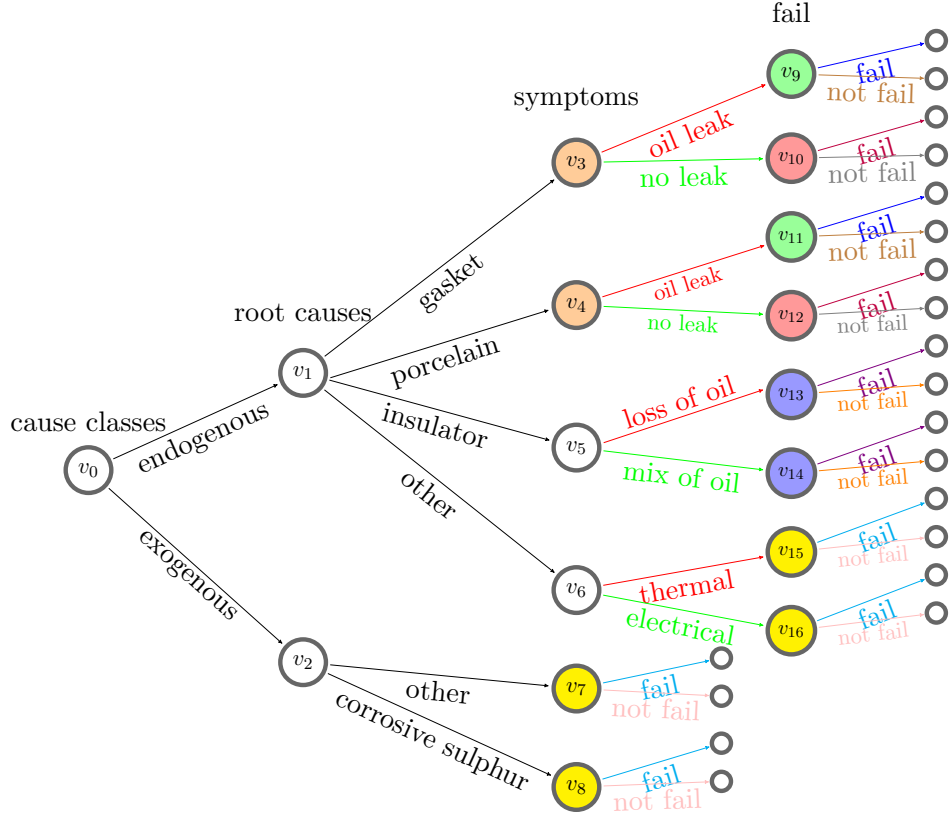 fail
symptoms
root causes
cause classes
v0
endogenous
exogenous
v1
gasket
porcelain
insulator
other
v2
other
corrosive sulphur
v3
oil leak
no leak
v4
oil leak
no leak
v5
loss of oil
mix of oil
v6
thermal
electrical
v7
fail
not fail
v8
fail
not fail
v9
fail
not fail
v10
fail
not fail
v11
fail
not fail
v12
fail
not fail
v13
fail
not fail
v14
fail
not fail
v15
fail
not fail
v16
fail
not fail